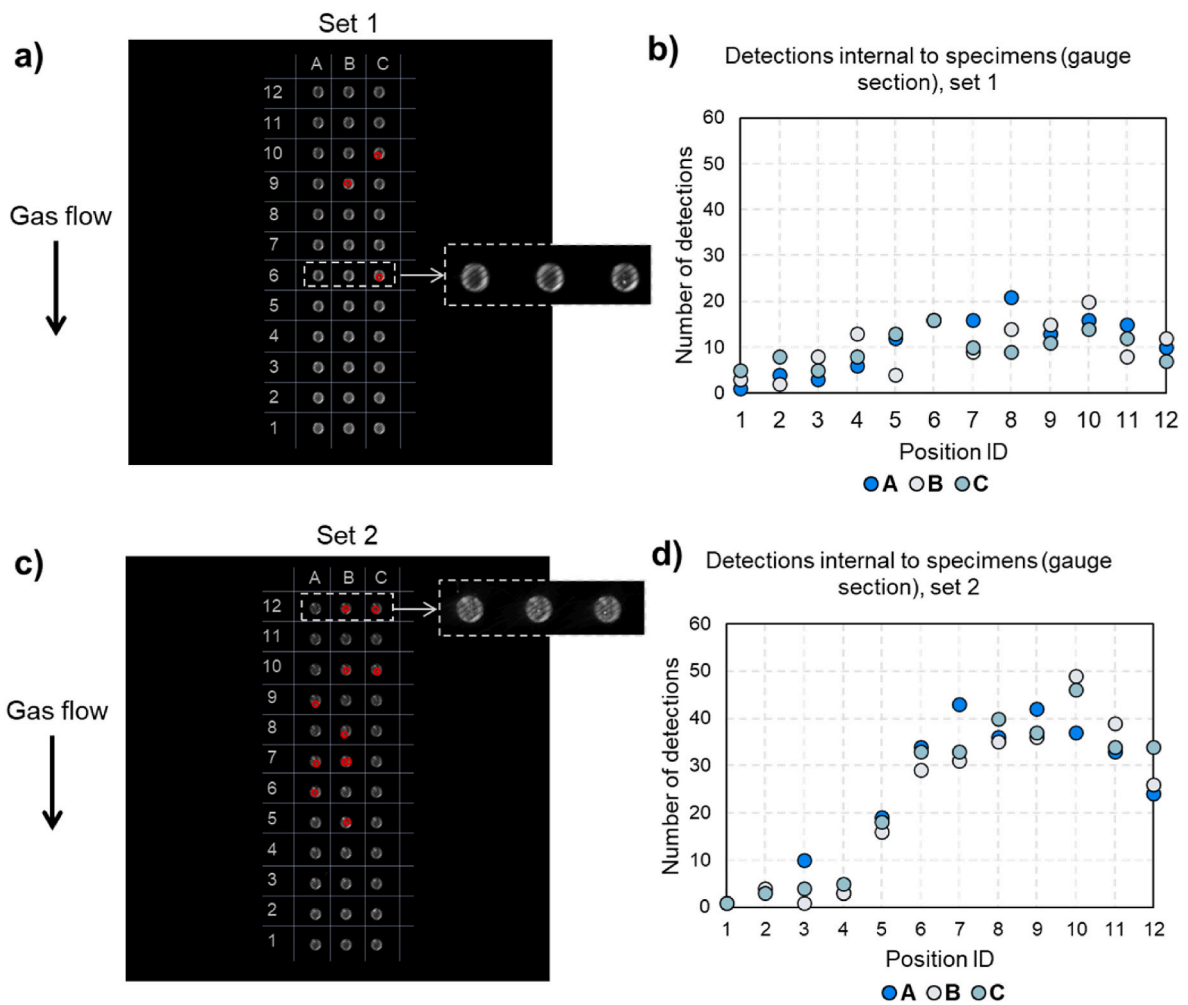 a)
Set 1
A B C
12
11
10
9
8
7
6
5
4
3
2
1
Gas flow
b)
Detections internal to specimens (gauge
section), set 1
Number of detections
60
50
40
30
20
10
0
1 2 3 4 5 6 7 8 9 10 11 12
Position ID
A B C
c)
Set 2
A B C
12
11
10
9
8
7
6
5
4
3
2
1
Gas flow
d)
Detections internal to specimens (gauge
section), set 2
Number of detections
60
50
40
30
20
10
0
1 2 3 4 5 6 7 8 9 10 11 12
Position ID
A B C